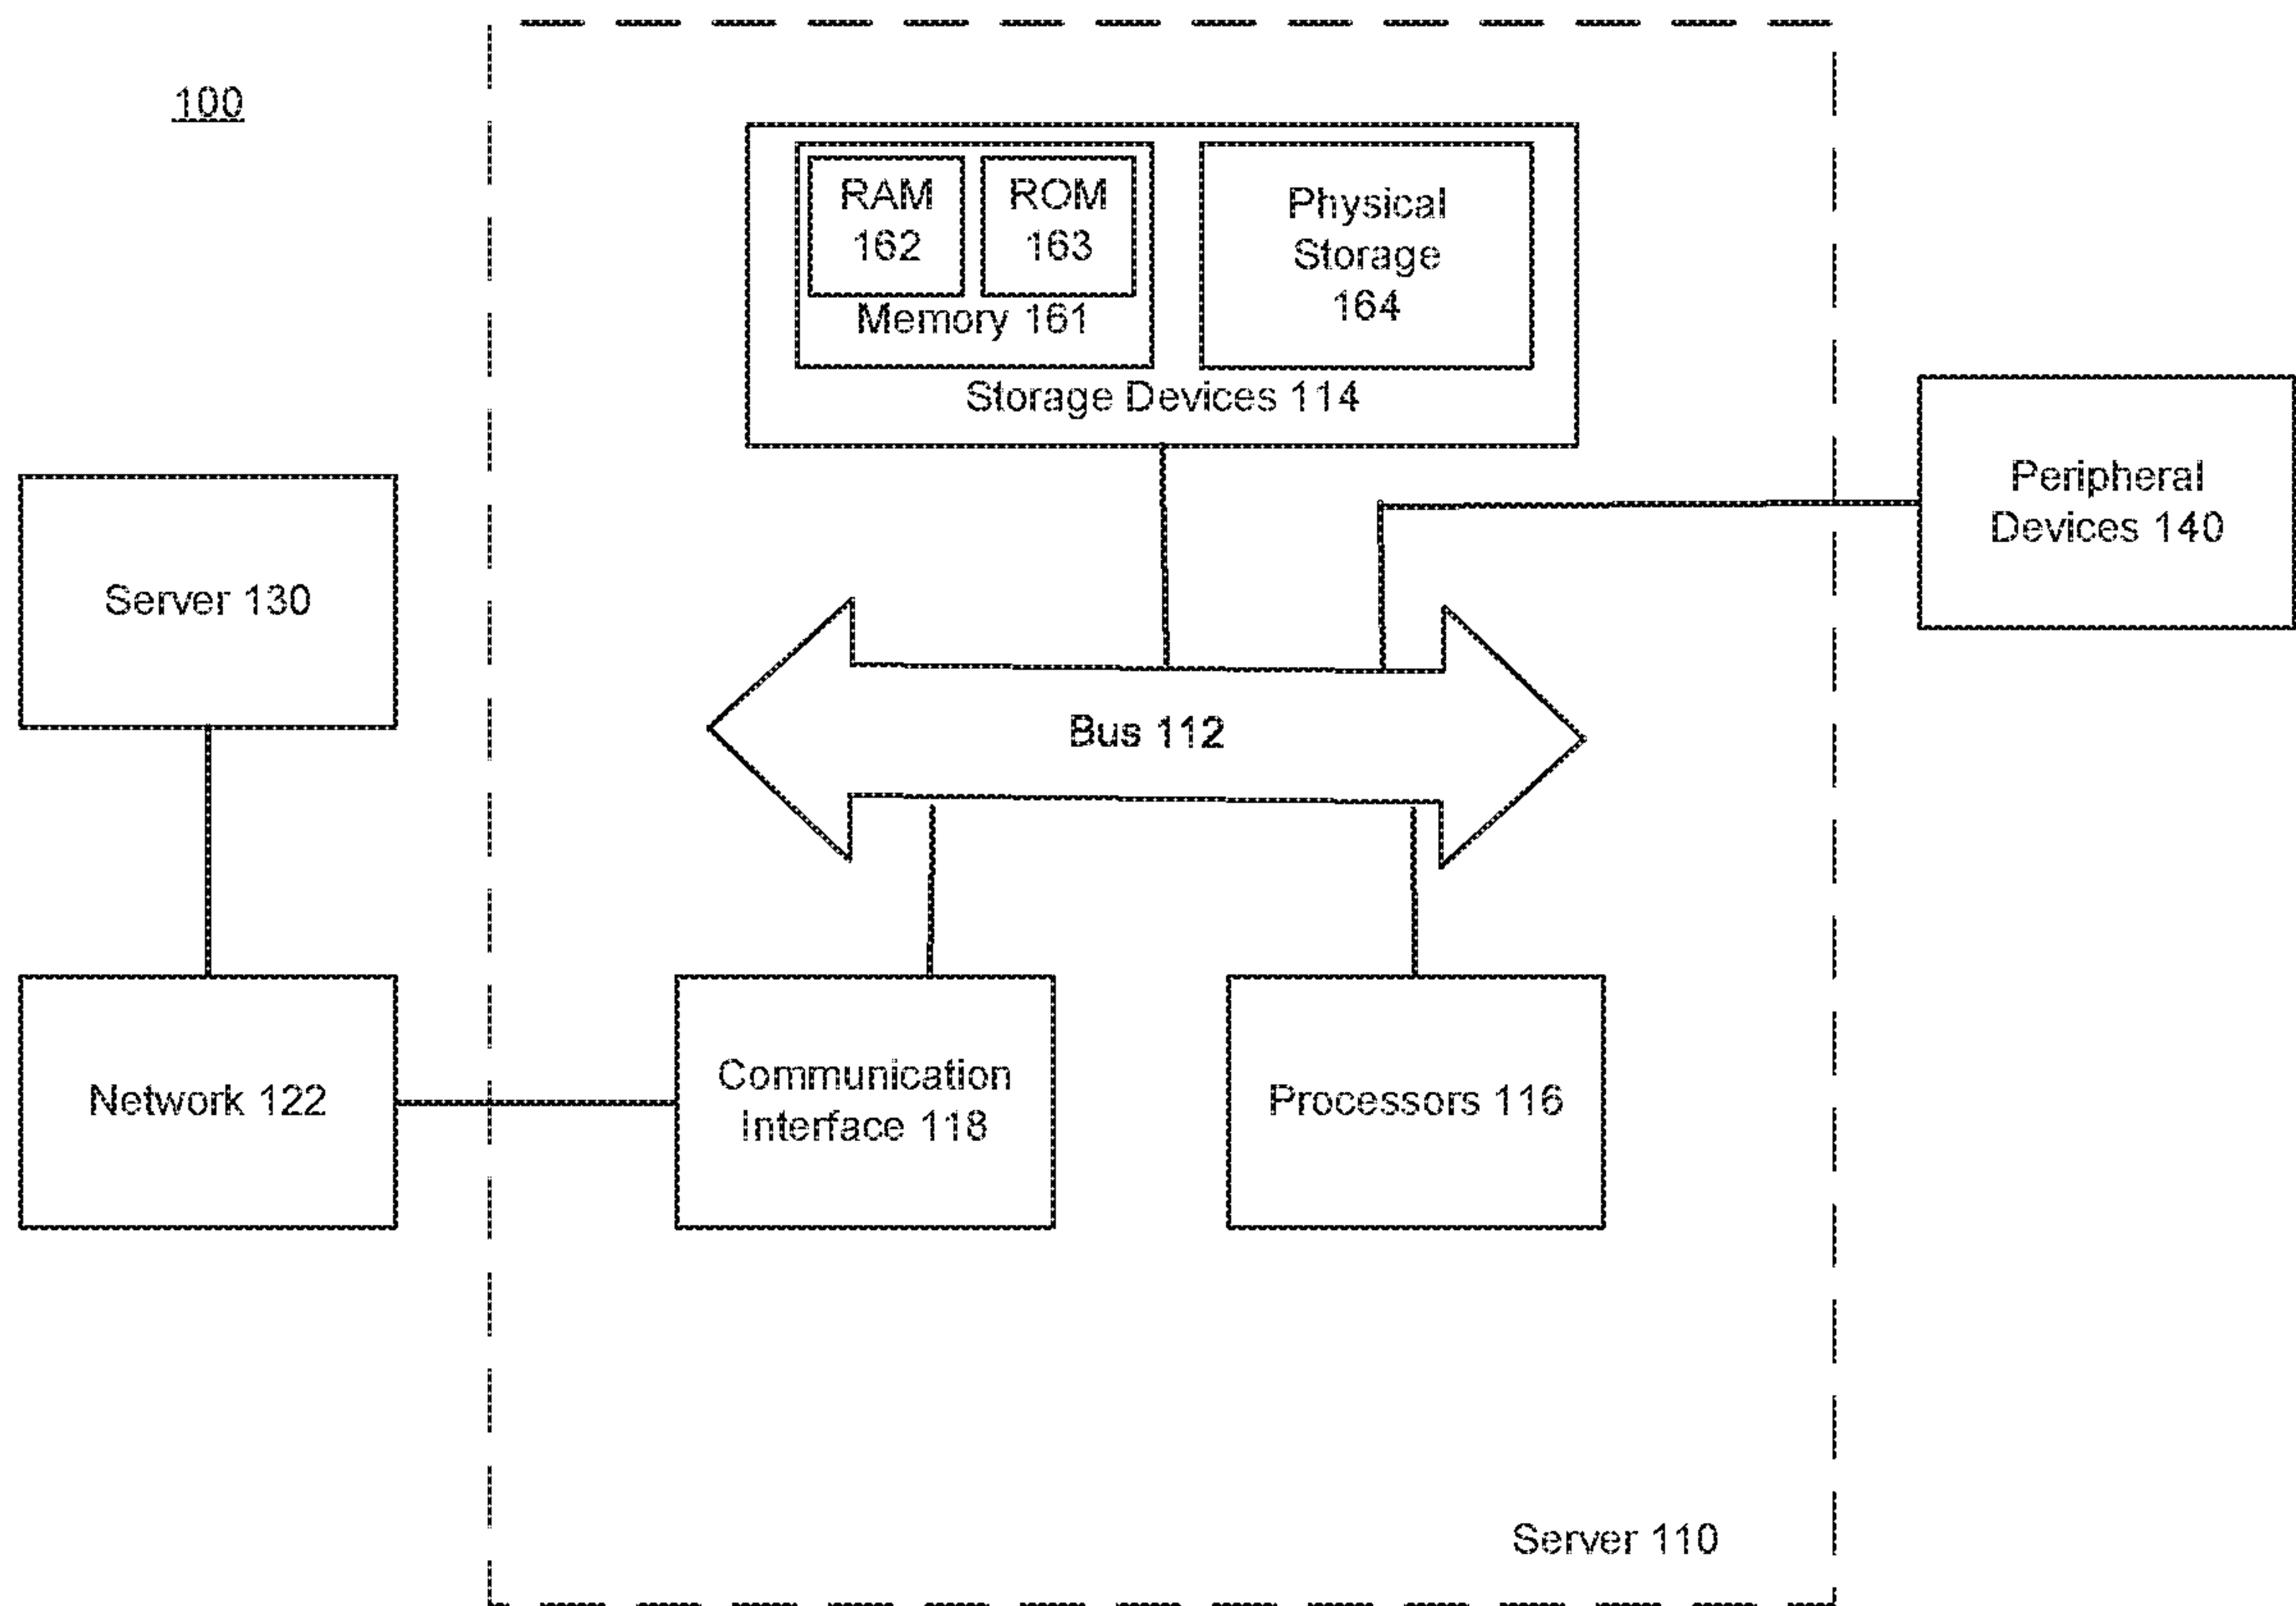 100
RAM
162
ROM
163
Memory 161
Physical
Storage
164
Storage Devices 114
Peripheral
Devices 140
Server 130
Bus 112
Network 122
Communication
Interface 118
Processors 116
Server 110